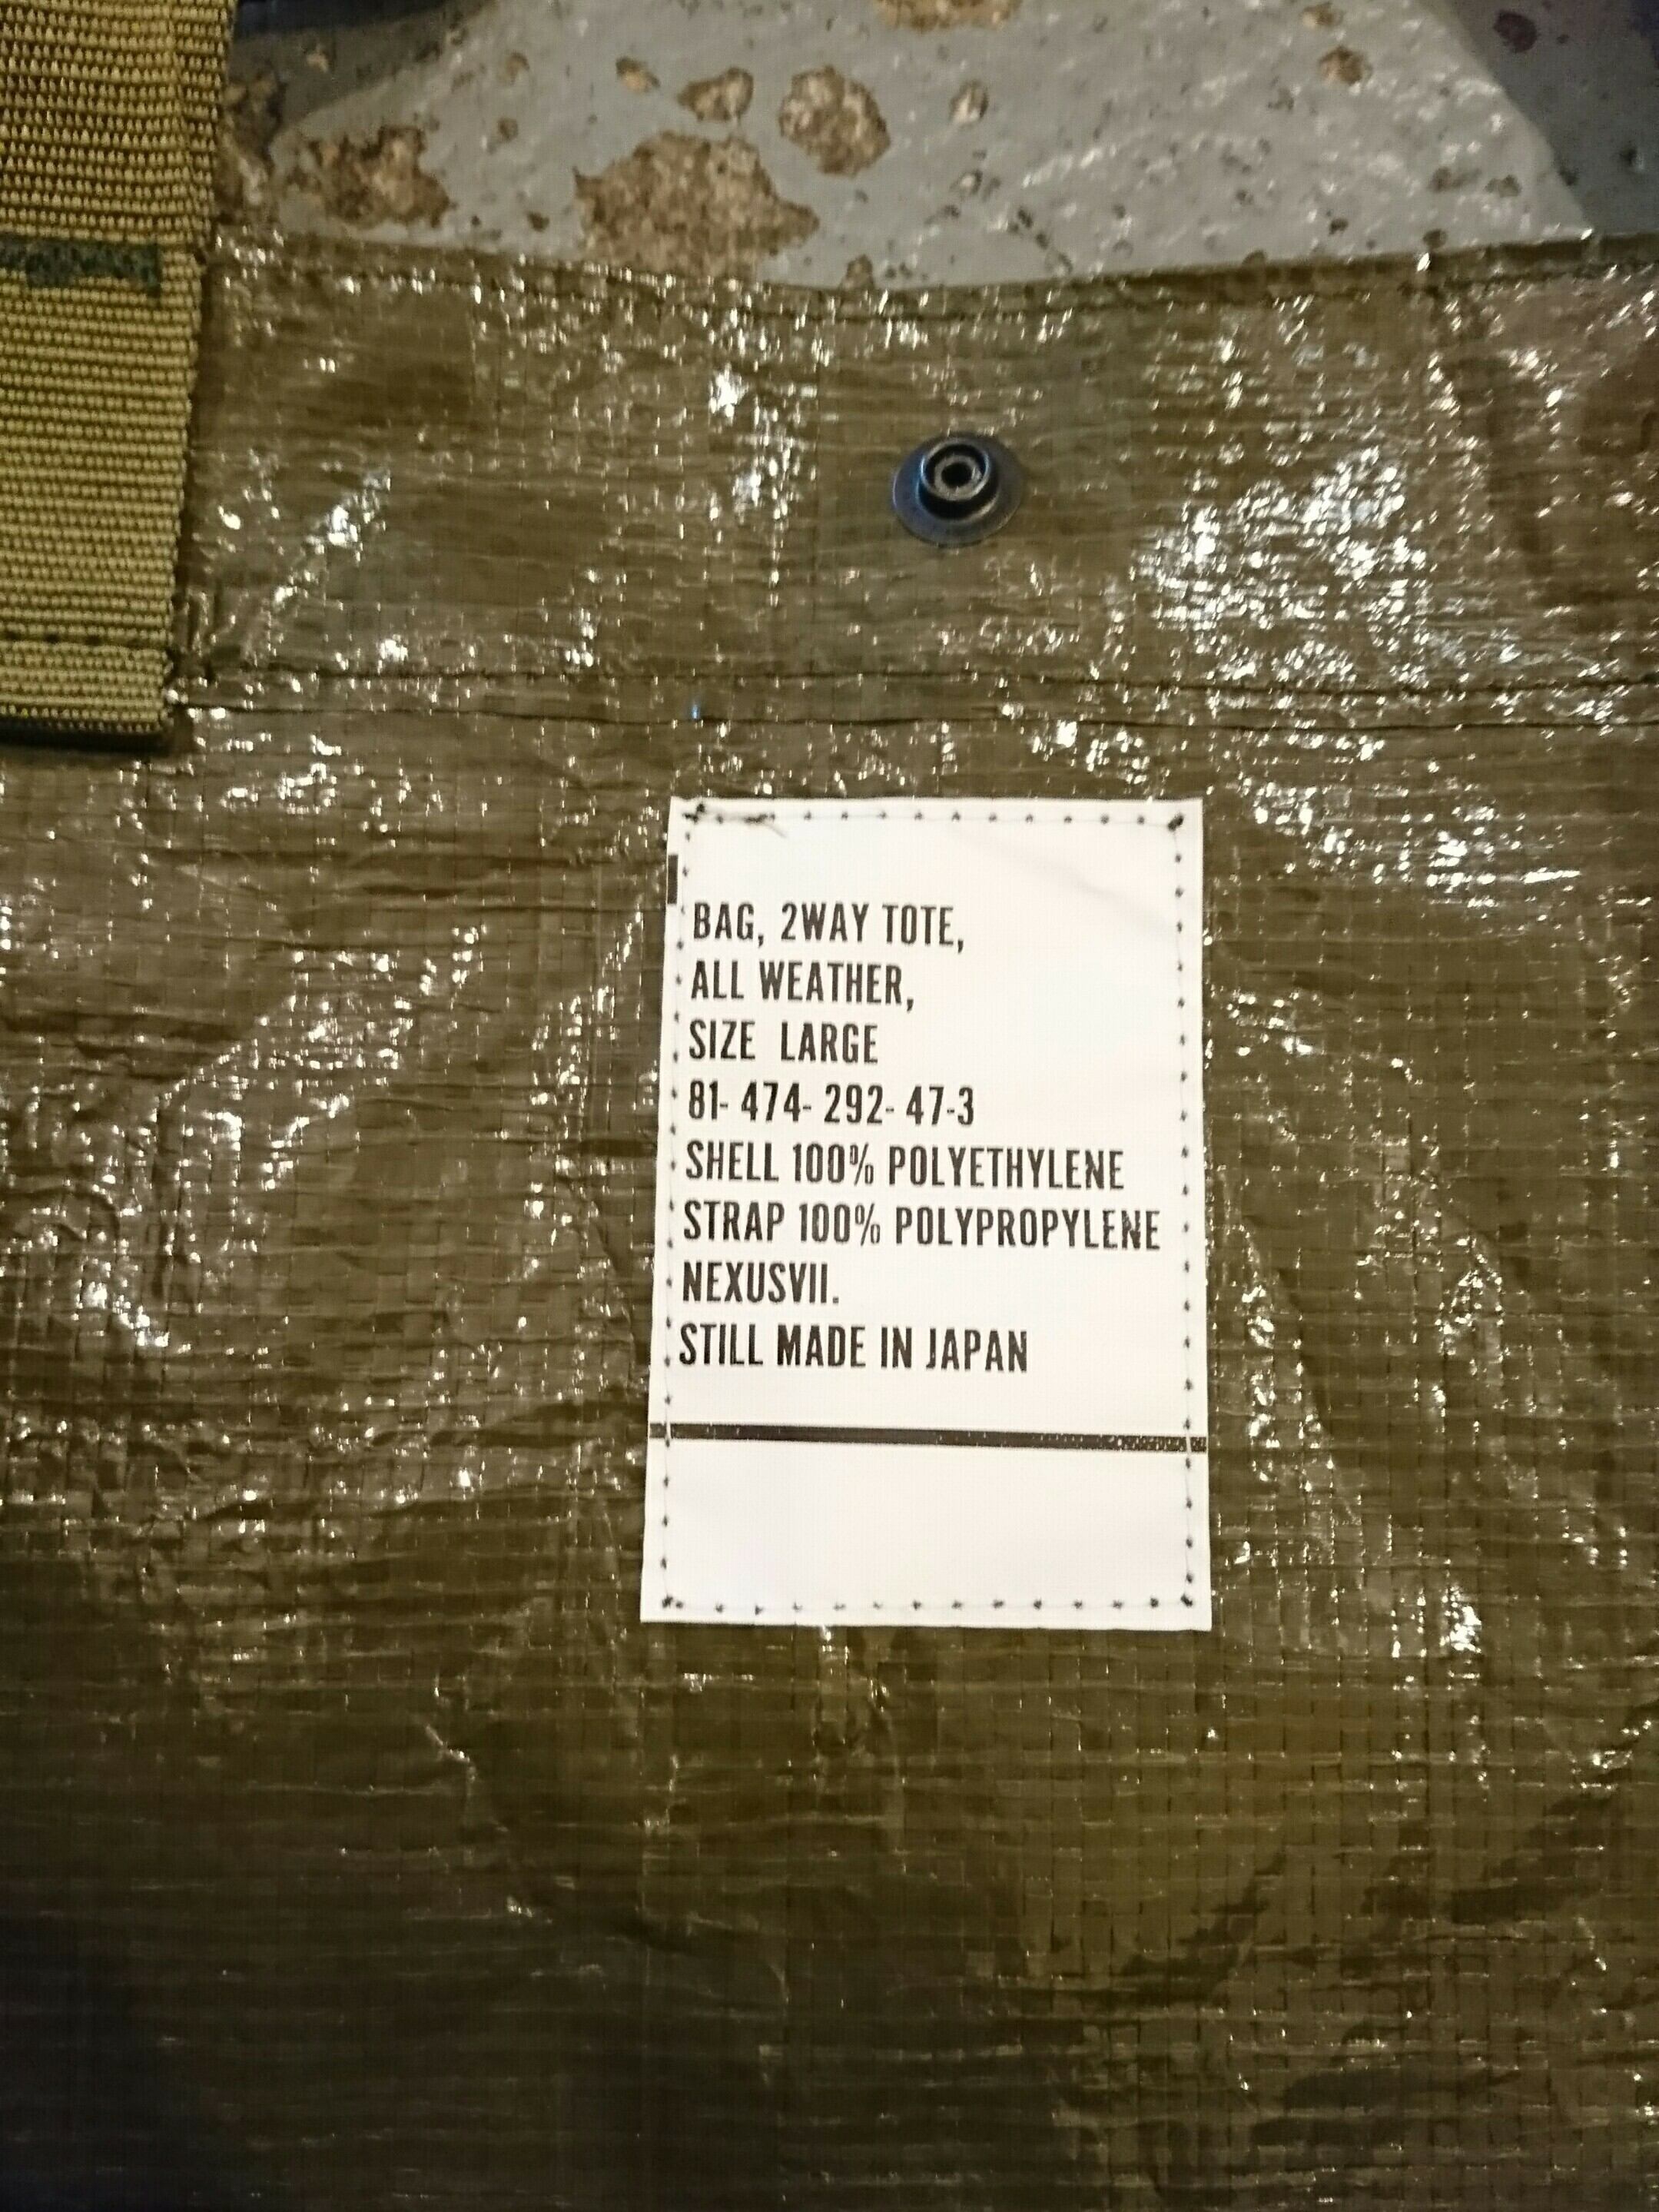 BAG, 2WAY TOTE,
ALL WEATHER,
SIZE LARGE
81- 474- 292- 47-3
SHELL 100% POLYETHYLENE
STRAP 100% POLYPROPYLENE
NEXUSVII.
STILL MADE IN JAPAN